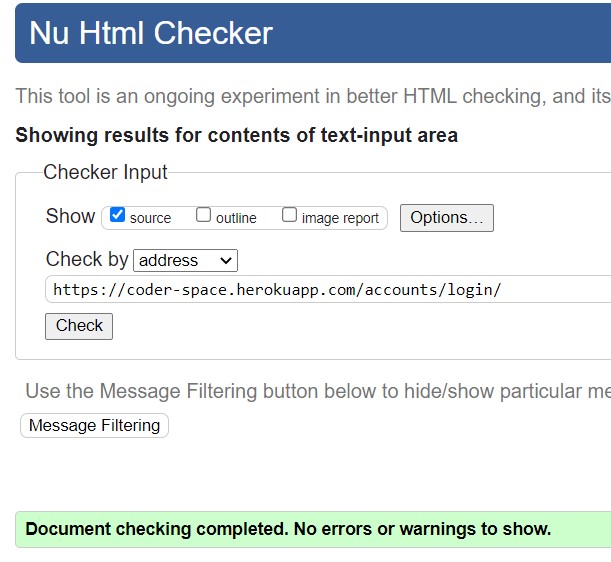 Nu Html Checker
This tool is an ongoing experiment in better HTML checking, and its
Showing results for contents of text-input area
Checker Input
Show source outline image report Options...
Check by address
https://coder-space.herokuapp.com/accounts/login/
Check
Use the Message Filtering button below to hide/show particular me
Message Filtering
Document checking completed. No errors or warnings to show.